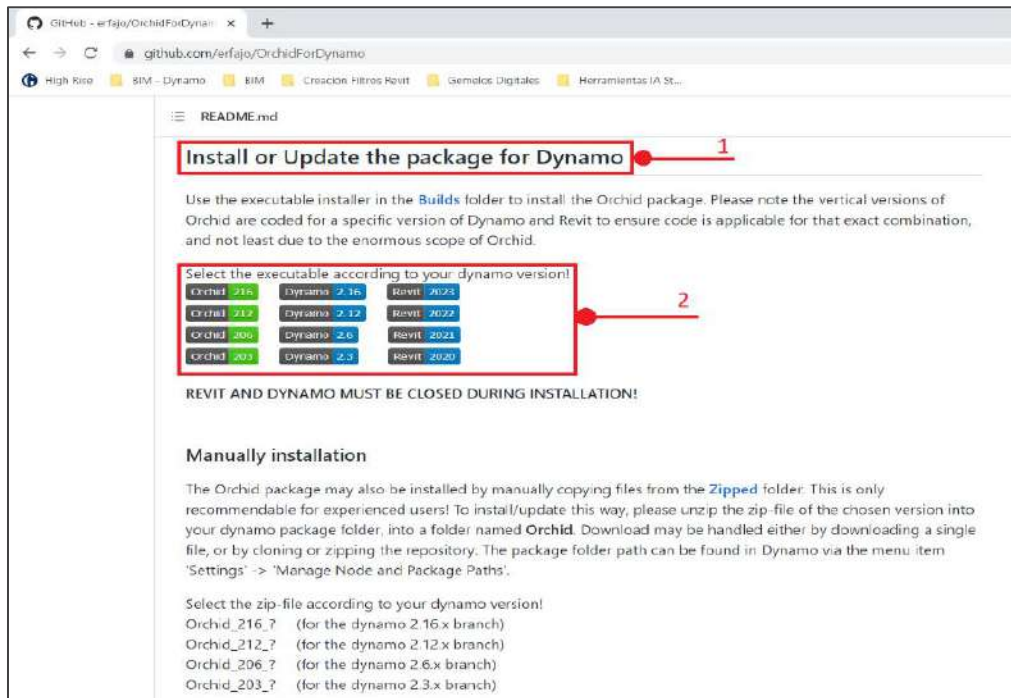 GitHub - erfajo/OrchidForDynam
github.com/erfajo/OrchidForDynamo
High Rise BIM - Dynamo BIM Creacion Filtros Revit Gemelos Digitales Herramientas IA St...
README.md
Install or Update the package for Dynamo
1
Use the executable installer in the Builds folder to install the Orchid package. Please note the vertical versions of
Orchid are coded for a specific version of Dynamo and Revit to ensure code is applicable for that exact combination,
and not least due to the enormous scope of Orchid.
Select the executable according to your dynamo version!
Orchid 216 Dynamo 2.16 Revit 2023
Orchid 212 Dynamo 2.12 Revit 2022
2
Orchid 206 Dynamo 2.6 Revit 2021
Orchid 203 Dynamo 2.3 Revit 2020
REVIT AND DYNAMO MUST BE CLOSED DURING INSTALLATION!
Manually installation
The Orchid package may also be installed by manually copying files from the Zipped folder. This is only
recommendable for experienced users! To install/update this way, please unzip the zip-file of the chosen version into
your dynamo package folder, into a folder named Orchid. Download may be handled either by downloading a single
file, or by cloning or zipping the repository. The package folder path can be found in Dynamo via the menu item
'Settings' -> 'Manage Node and Package Paths'.
Select the zip-file according to your dynamo version!
Orchid_216_? (for the dynamo 2.16.x branch)
Orchid_212_? (for the dynamo 2.12.x branch)
Orchid_206_? (for the dynamo 2.6.x branch)
Orchid_203_? (for the dynamo 2.3.x branch)